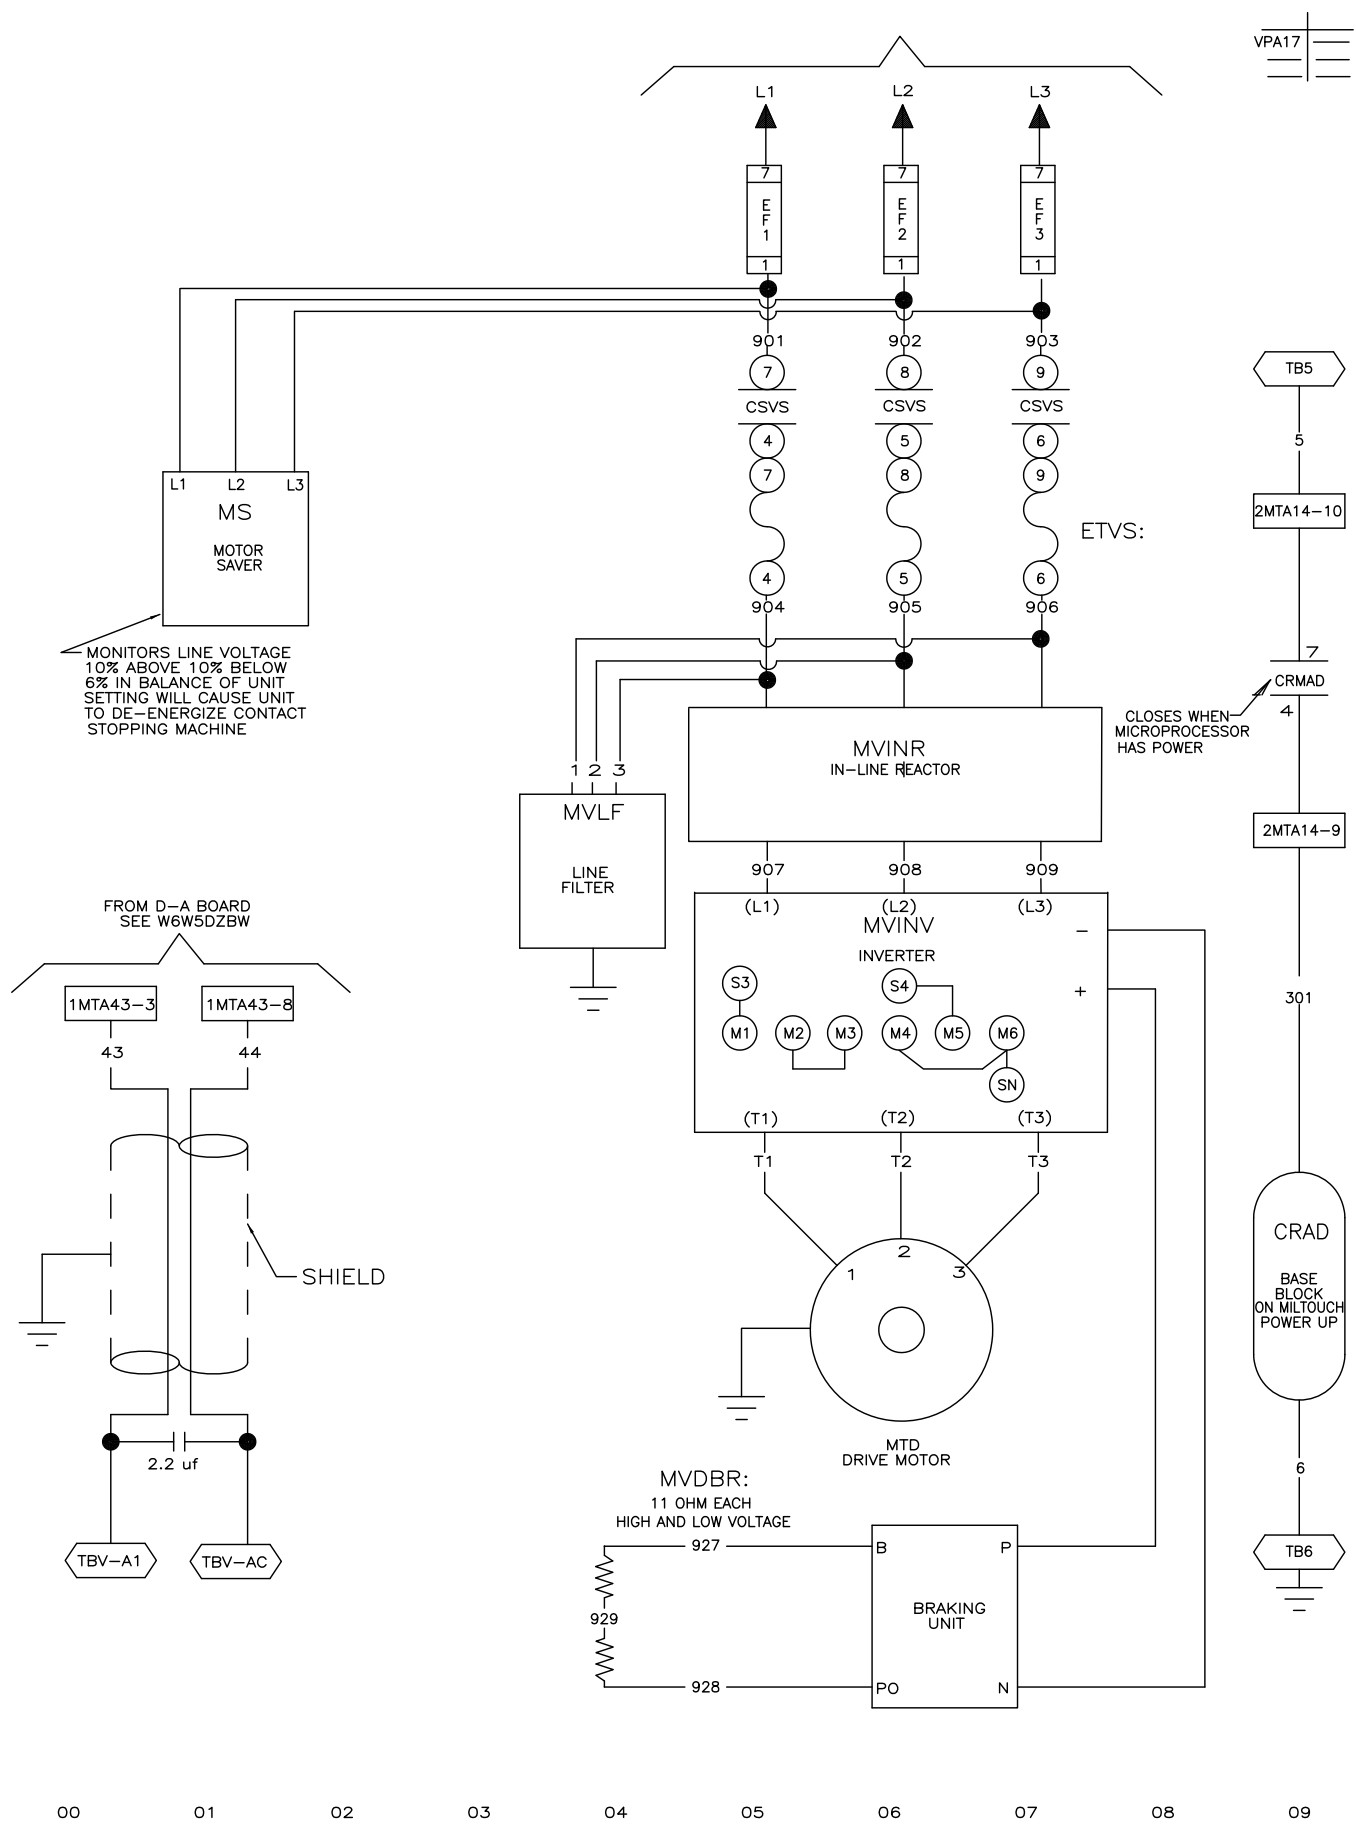 VPA17
L1 L2 L3
7 7 7
EF1 EF2 EF3
1 1 1
901 902 903
7 8 9
CSVS CSVS CSVS
4 5 6
7 8 9
ETVS:
4 5 6
904 905 906
L1 L2 L3
MS
MOTOR
SAVER
MONITORS LINE VOLTAGE
10% ABOVE 10% BELOW
6% IN BALANCE OF UNIT
SETTING WILL CAUSE UNIT
TO DE-ENERGIZE CONTACT
STOPPING MACHINE
1 2 3
MVLF
LINE
FILTER
MVINR
IN-LINE REACTOR
907 908 909
(L1) (L2) (L3)
MVINV
INVERTER
-
+
S3 S4
M1 M2 M3 M4 M5 M6
SN
(T1) (T2) (T3)
T1 T2 T3
1 2 3
MTD
DRIVE MOTOR
MVDBR:
11 OHM EACH
HIGH AND LOW VOLTAGE
927
929
928
B P
BRAKING
UNIT
PO N
FROM D-A BOARD
SEE W6W5DZBW
1MTA43-3 1MTA43-8
43 44
SHIELD
2.2 uf
TBV-A1 TBV-AC
TB5
5
2MTA14-10
7
CRMAD
4
CLOSES WHEN
MICROPROCESSOR
HAS POWER
2MTA14-9
301
CRAD
BASE
BLOCK
ON MILTOUCH
POWER UP
6
TB6
00 01 02 03 04 05 06 07 08 09